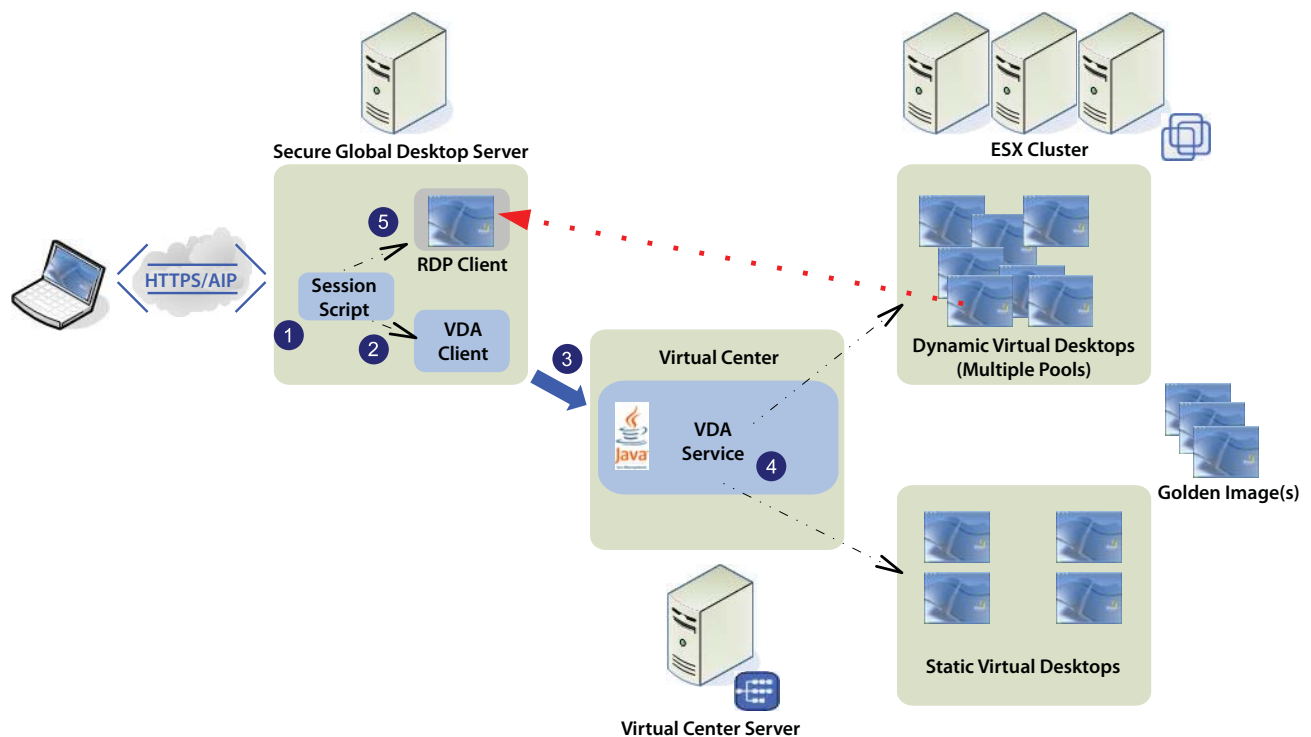 Secure Global Desktop Server
ESX Cluster
5
RDP Client
HTTPS/AIP
Session
Script
1
2
VDA
Client
3
Virtual Center
Java
VDA
Service
4
Dynamic Virtual Desktops
(Multiple Pools)
Golden Image(s)
Static Virtual Desktops
Virtual Center Server